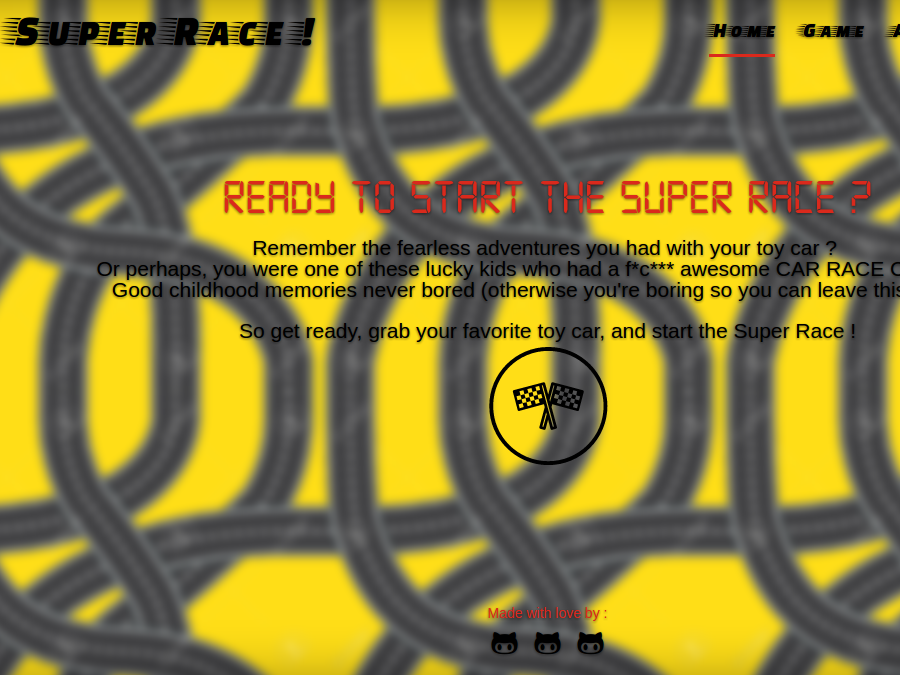 Super Race !
Home Game
READY TO START THE SUPER RACE ?
Remember the fearless adventures you had with your toy car ?
Or perhaps, you were one of these lucky kids who had a f*c*** awesome CAR RACE
Good childhood memories never bored (otherwise you're boring so you can leave this
So get ready, grab your favorite toy car, and start the Super Race !
Made with love by :